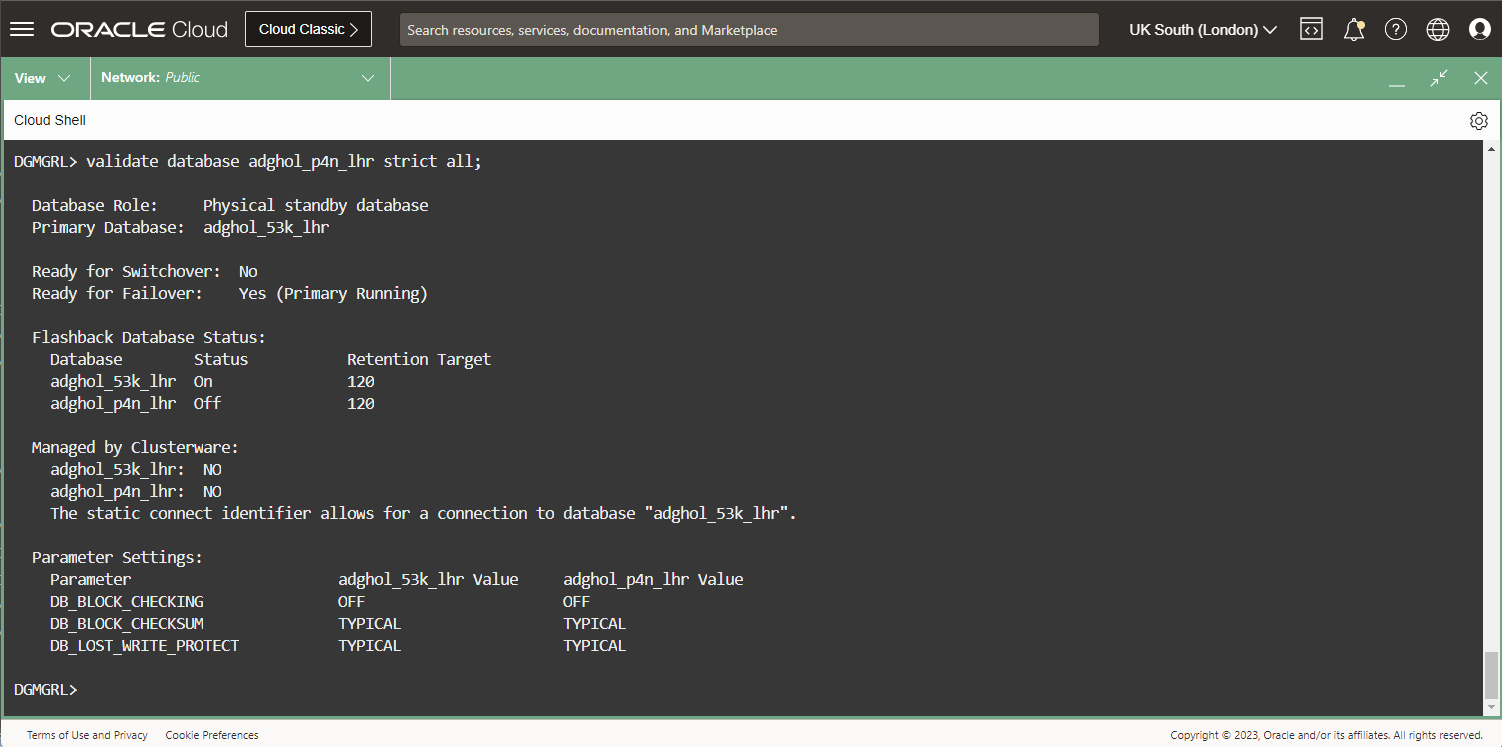 ORACLE Cloud Cloud Classic Search resources, services, documentation, and Marketplace UK South (London)
View Network: Public
Cloud Shell
DGMGRL> validate database adghol_p4n_lhr strict all;
Database Role: Physical standby database
Primary Database: adghol_53k_lhr
Ready for Switchover: No
Ready for Failover: Yes (Primary Running)
Flashback Database Status:
Database Status Retention Target
adghol_53k_lhr On 120
adghol_p4n_lhr Off 120
Managed by Clusterware:
adghol_53k_lhr: NO
adghol_p4n_lhr: NO
The static connect identifier allows for a connection to database "adghol_53k_lhr".
Parameter Settings:
Parameter adghol_53k_lhr Value adghol_p4n_lhr Value
DB_BLOCK_CHECKING OFF OFF
DB_BLOCK_CHECKSUM TYPICAL TYPICAL
DB_LOST_WRITE_PROTECT TYPICAL TYPICAL
DGMGRL>
Terms of Use and Privacy Cookie Preferences Copyright © 2023, Oracle and/or its affiliates. All rights reserved.